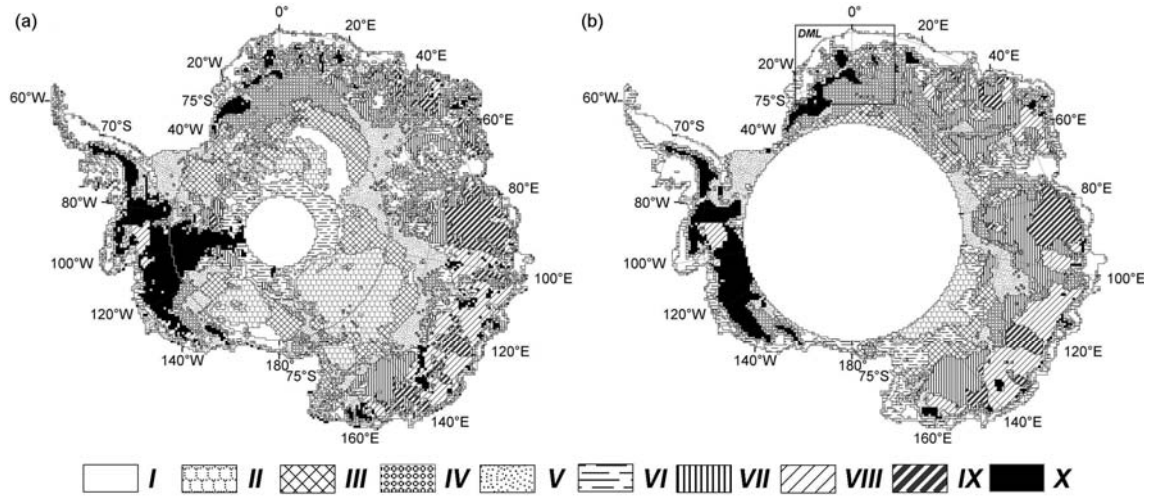 (a)
0°
20°E
40°E
60°E
80°E
100°E
120°E
140°E
160°E
180°
75°S
140°W
120°W
100°W
80°W
60°W
70°S
40°W
75°S
20°W
(b)
0°
DML
20°E
40°E
60°E
80°E
100°E
120°E
140°E
160°E
180°
75°S
140°W
120°W
100°W
80°W
60°W
70°S
40°W
75°S
20°W
I II III IV V VI VII VIII IX X